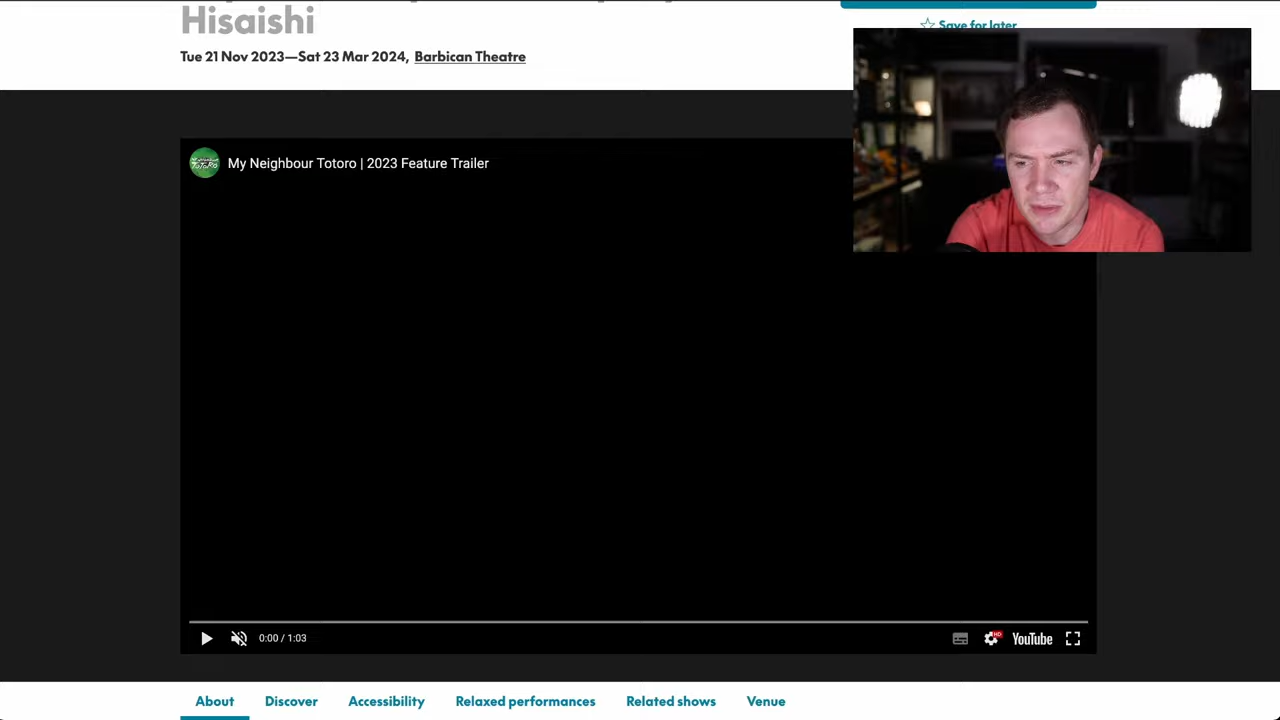 Hisaishi
☆ Save for later
Tue 21 Nov 2023—Sat 23 Mar 2024, Barbican Theatre
My Neighbour Totoro | 2023 Feature Trailer
0:00 / 1:03
HD
YouTube
About Discover Accessibility Relaxed performances Related shows Venue